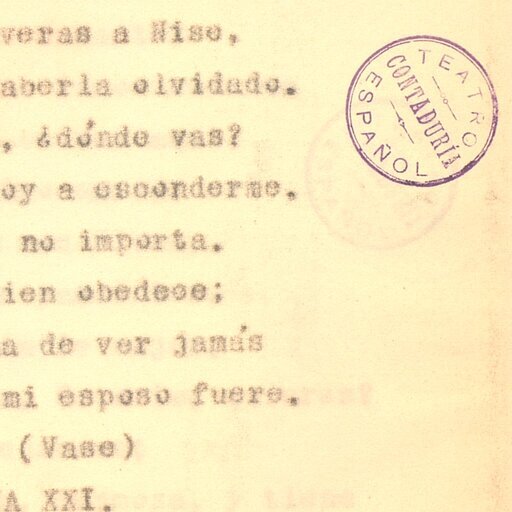 veras a Niso,
aberla olvidado.
, ¿dónde vas?
oy a esconderme.
no importa.
ien obedece;
a de ver jamás
mi esposo fuere.
(Vase)
A XXI.
TEATRO
ESPAÑOL
CONTADURÍA